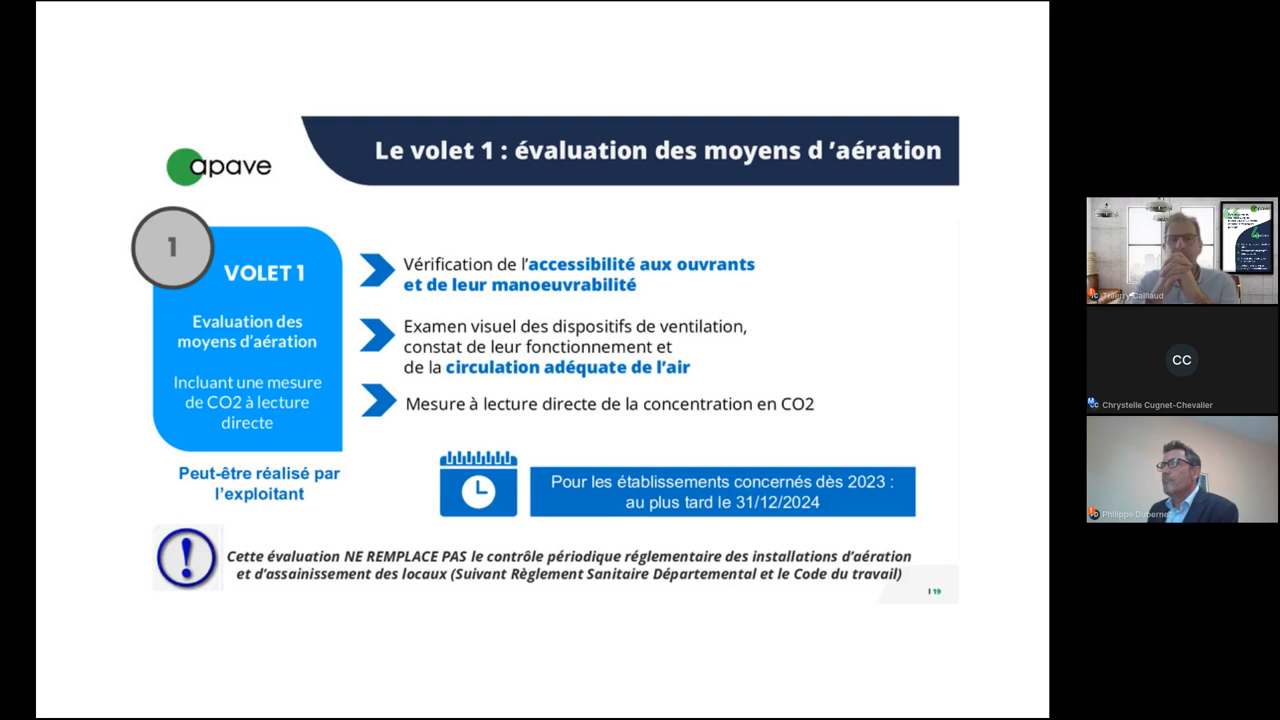 Le volet 1 : évaluation des moyens d ’aération
apave
1
VOLET 1
Evaluation des
moyens d’aération
Incluant une mesure
de CO2 à lecture
directe
Peut-être réalisé par
l’exploitant
Vérification de l’accessibilité aux ouvrants
et de leur manoeuvrabilité
Examen visuel des dispositifs de ventilation,
constat de leur fonctionnement et
de la circulation adéquate de l’air
Mesure à lecture directe de la concentration en CO2
Pour les établissements concernés dès 2023 :
au plus tard le 31/12/2024
!
Cette évaluation NE REMPLACE PAS le contrôle périodique réglementaire des installations d’aération
et d’assainissement des locaux (Suivant Règlement Sanitaire Départemental et le Code du travail)
I 19
apave
Thierry Caillaud
CC
Chrystelle Cugnet-Chevalier
Philippe Dubernet